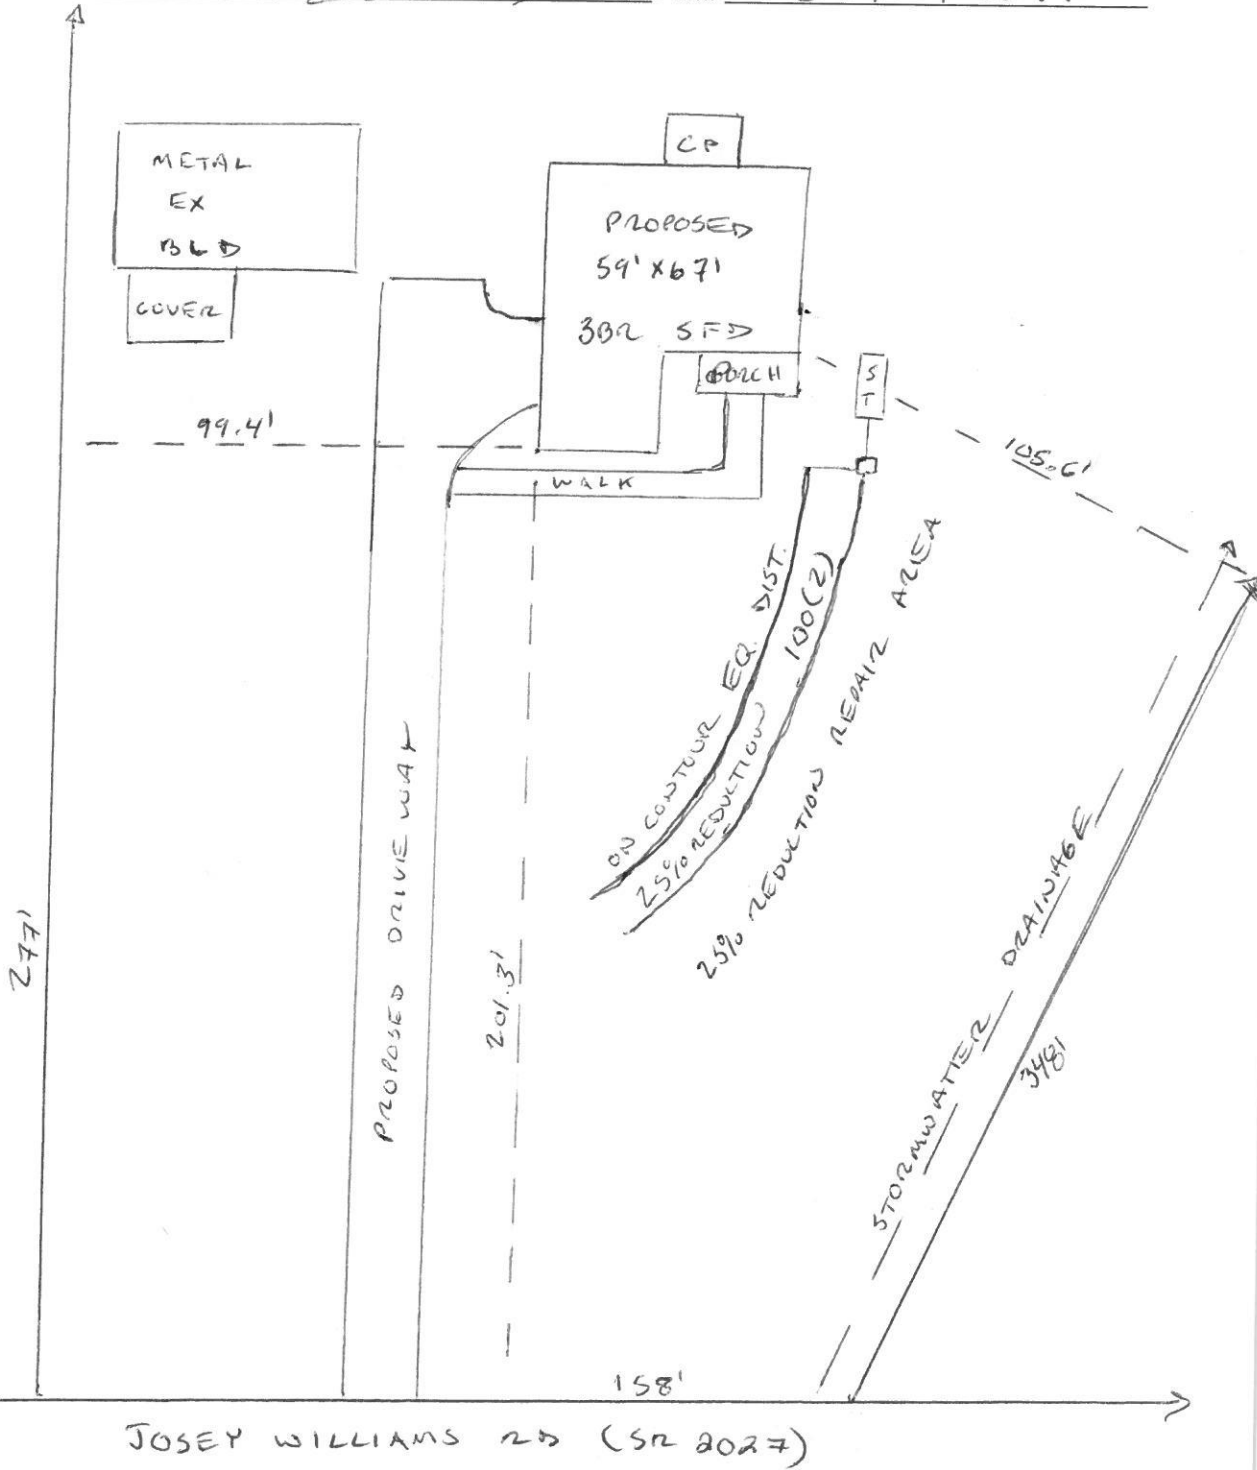 CP
METAL
EX
BLD
COVER
PROPOSED
59' X 67'
3BR SFD
PORCH
ST
99.4'
105.6'
WALK
ON CONTOUR EQ. DIST.
25% REDUCTION 100(2)
25% REDUCTION REPAIR AREA
PROPOSED DRIVE WAY
277'
201.3'
STORMWATER DRAINAGE
348'
158'
JOSEY WILLIAMS RD (SR 2027)